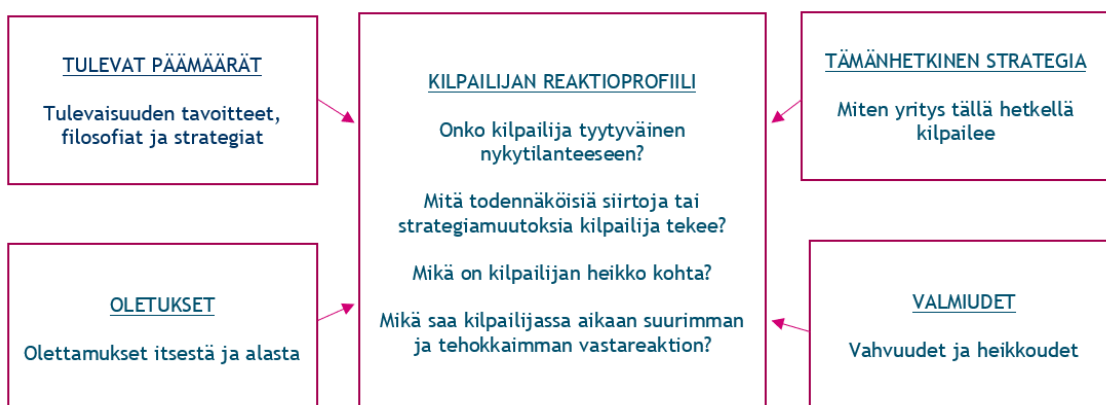 TULEVAT PÄÄMÄÄRÄT
Tulevaisuuden tavoitteet,
filosofiat ja strategiat
OLETUKSET
Olettamukset itsestä ja alasta
KILPAILIJAN REAKTIOPROFIILI
Onko kilpailija tyytyväinen
nykytilanteeseen?
Mitä todennäköisiä siirtoja tai
strategiamuutoksia kilpailija tekee?
Mikä on kilpailijan heikko kohta?
Mikä saa kilpailijassa aikaan suurimman
ja tehokkaimman vastareaktion?
TÄMÄNHETKINEN STRATEGIA
Miten yritys tällä hetkellä
kilpailee
VALMIUDET
Vahvuudet ja heikkoudet